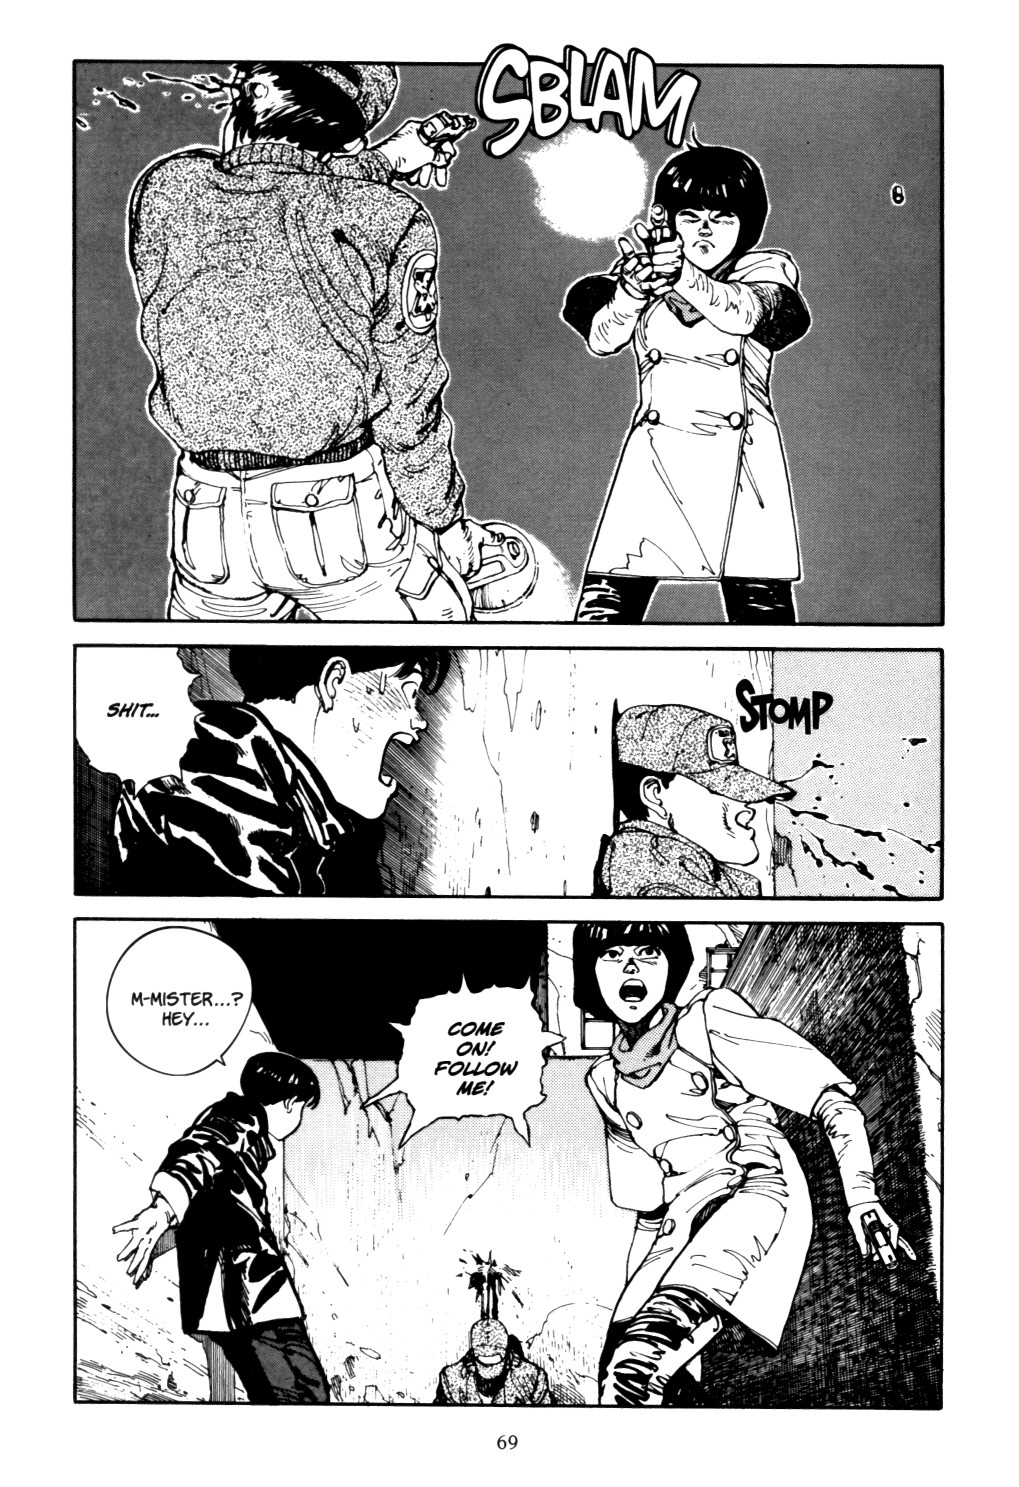 SBLAM
SHIT...
STOMP
M-MISTER...?
HEY...
COME
ON!
FOLLOW
ME!
69